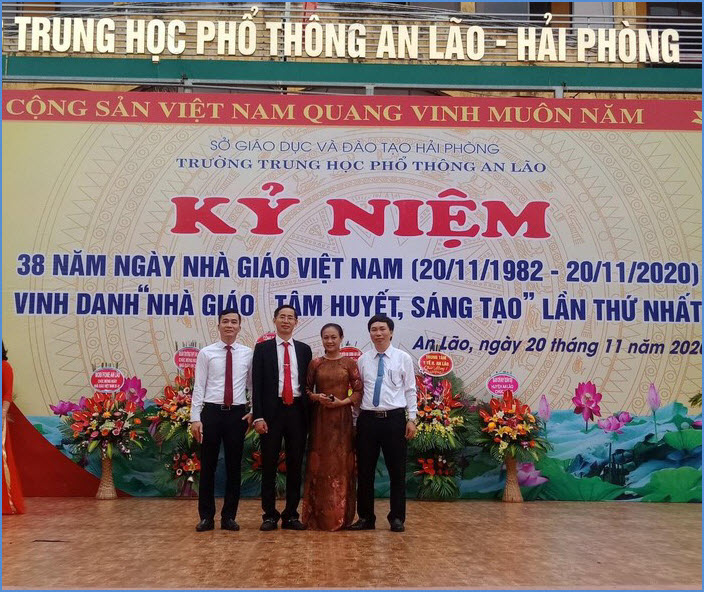 TRUNG HỌC PHỔ THÔNG AN LÃO - HẢI PHÒNG
CỘNG SẢN VIỆT NAM QUANG VINH MUÔN NĂM
SỞ GIÁO DỤC VÀ ĐÀO TẠO HẢI PHÒNG
TRƯỜNG TRUNG HỌC PHỔ THÔNG AN LÃO
KỶ NIỆM
38 NĂM NGÀY NHÀ GIÁO VIỆT NAM (20/11/1982 - 20/11/2020)
VINH DANH "NHÀ GIÁO TÂM HUYẾT, SÁNG TẠO" LẦN THỨ NHẤT
An Lão, ngày 20 tháng 11 năm 2020